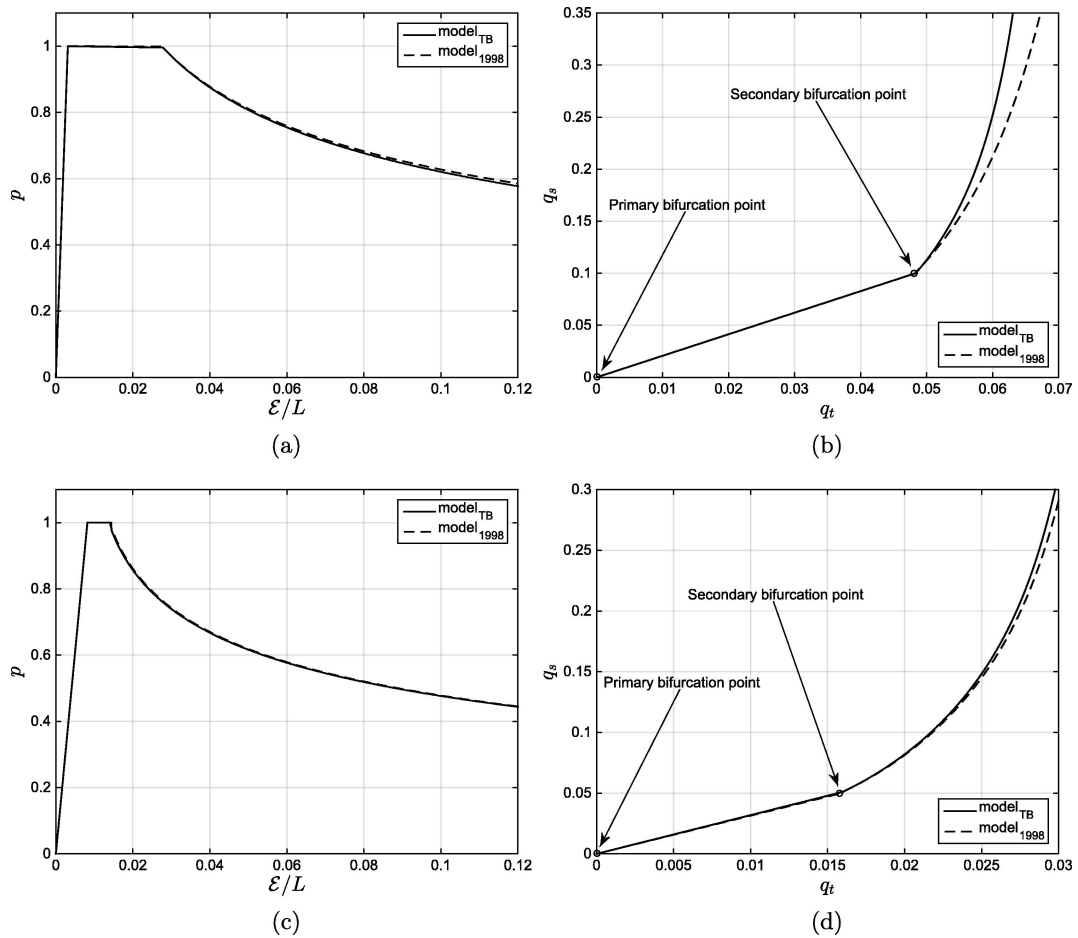 model_TB
model_1998
p
1
0.8
0.6
0.4
0.2
0
0 0.02 0.04 0.06 0.08 0.1 0.12
ℰ/L
(a)
model_TB
model_1998
Secondary bifurcation point
Primary bifurcation point
q_s
0.35
0.3
0.25
0.2
0.15
0.1
0.05
0
0 0.01 0.02 0.03 0.04 0.05 0.06 0.07
q_t
(b)
model_TB
model_1998
p
1
0.8
0.6
0.4
0.2
0
0 0.02 0.04 0.06 0.08 0.1 0.12
ℰ/L
(c)
Secondary bifurcation point
Primary bifurcation point
model_TB
model_1998
q_s
0.3
0.25
0.2
0.15
0.1
0.05
0
0 0.005 0.01 0.015 0.02 0.025 0.03
q_t
(d)